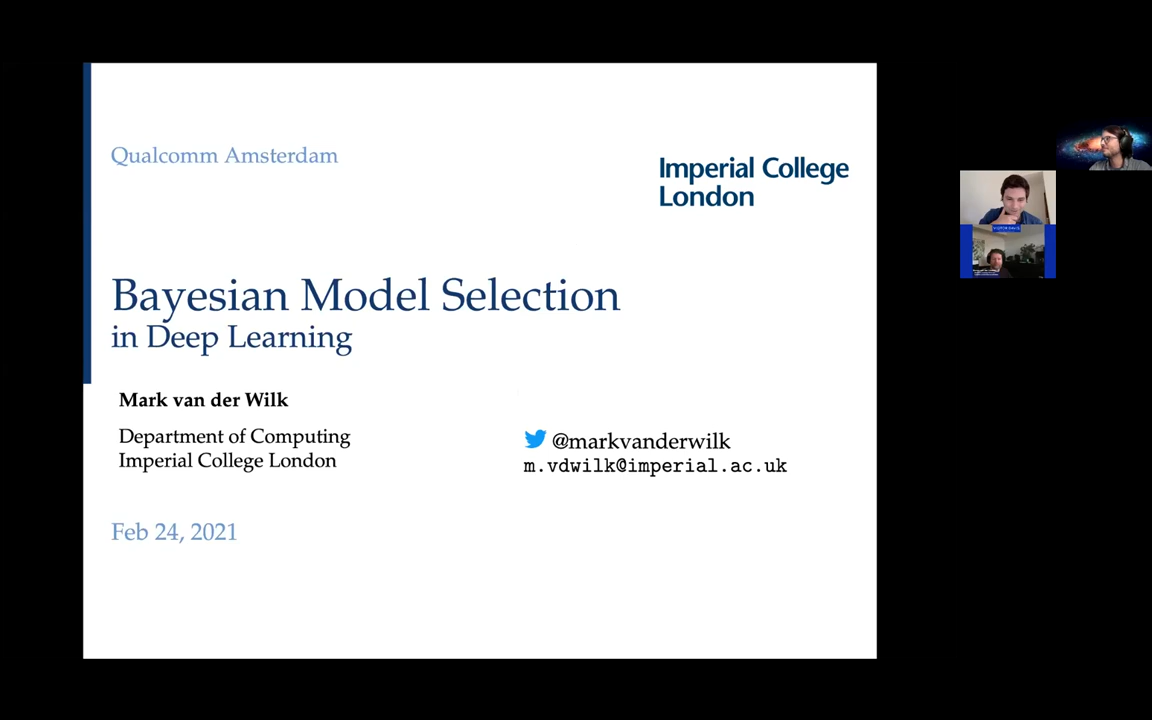 Qualcomm Amsterdam
Imperial College
London
Bayesian Model Selection
in Deep Learning
Mark van der Wilk
Department of Computing
Imperial College London
@markvanderwilk
m.vdwilk@imperial.ac.uk
Feb 24, 2021